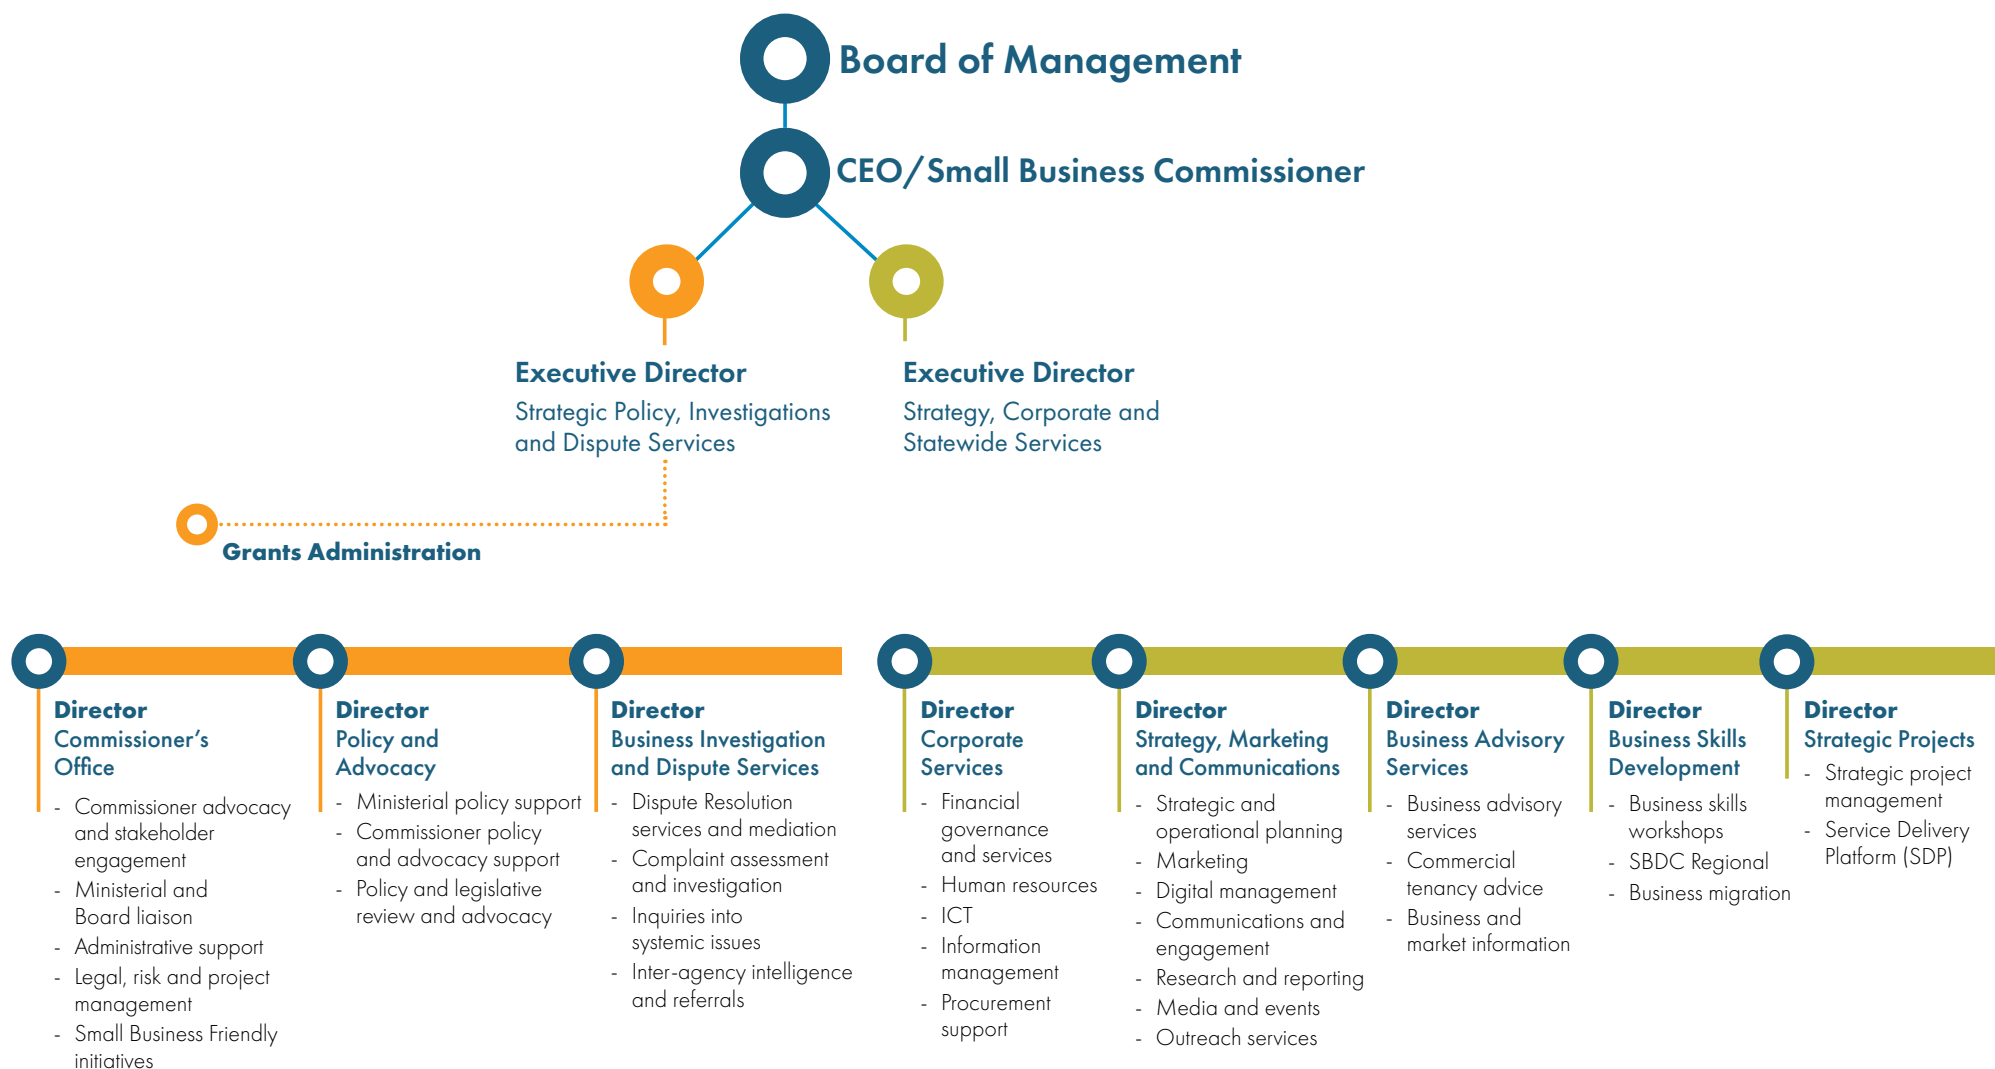 Board of Management
CEO/Small Business Commissioner
Executive Director
Strategic Policy, Investigations
and Dispute Services
Executive Director
Strategy, Corporate and
Statewide Services
Grants Administration
Director
Commissioner's
Office
- Commissioner advocacy
and stakeholder
engagement
- Ministerial and
Board liaison
- Administrative support
- Legal, risk and project
management
- Small Business Friendly
initiatives
Director
Policy and
Advocacy
- Ministerial policy support
- Commissioner policy
and advocacy support
- Policy and legislative
review and advocacy
Director
Business Investigation
and Dispute Services
- Dispute Resolution
services and mediation
- Complaint assessment
and investigation
- Inquiries into
systemic issues
- Inter-agency intelligence
and referrals
Director
Corporate
Services
- Financial
governance
and services
- Human resources
- ICT
- Information
management
- Procurement
support
Director
Strategy, Marketing
and Communications
- Strategic and
operational planning
- Marketing
- Digital management
- Communications and
engagement
- Research and reporting
- Media and events
- Outreach services
Director
Business Advisory
Services
- Business advisory
services
- Commercial
tenancy advice
- Business and
market information
Director
Business Skills
Development
- Business skills
workshops
- SBDC Regional
- Business migration
Director
Strategic Projects
- Strategic project
management
- Service Delivery
Platform (SDP)